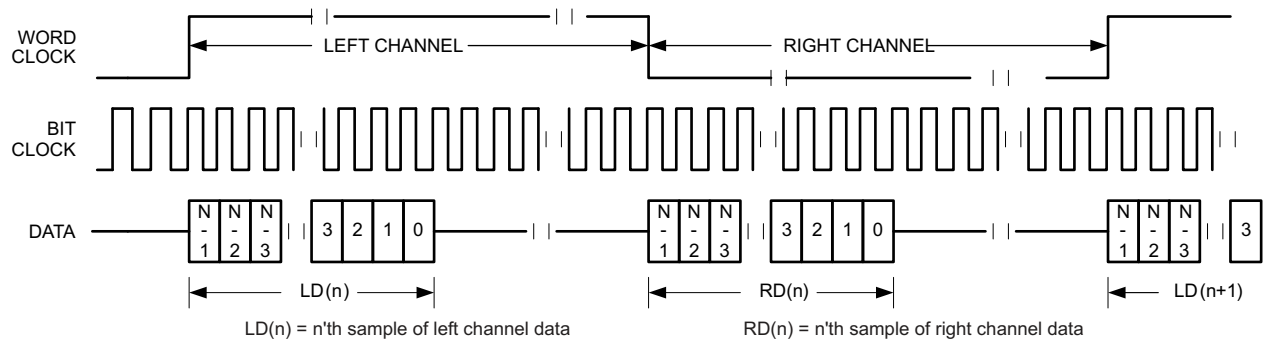 WORD
CLOCK
LEFT CHANNEL
RIGHT CHANNEL
BIT
CLOCK
DATA
N
-
1
N
-
2
N
-
3
3
2
1
0
N
-
1
N
-
2
N
-
3
3
2
1
0
N
-
1
N
-
2
N
-
3
3
LD(n)
RD(n)
LD(n+1)
LD(n) = n'th sample of left channel data
RD(n) = n'th sample of right channel data